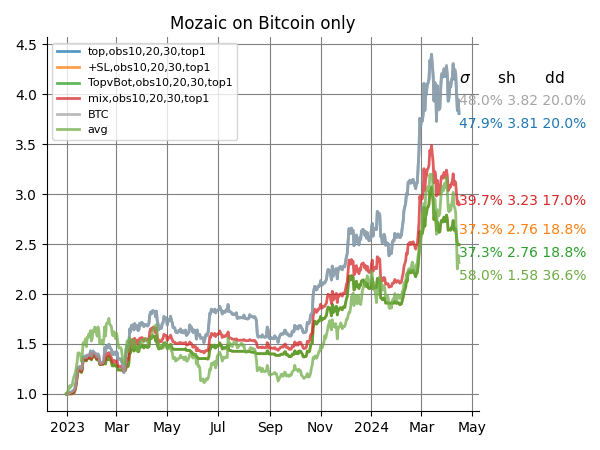 Mozaic on Bitcoin only
4.5
4.0
3.5
3.0
2.5
2.0
1.5
1.0
top,obs10,20,30,top1
+SL,obs10,20,30,top1
TopvBot,obs10,20,30,top1
mix,obs10,20,30,top1
BTC
avg
σ sh dd
48.0% 3.82 20.0%
47.9% 3.81 20.0%
39.7% 3.23 17.0%
37.3% 2.76 18.8%
37.3% 2.76 18.8%
58.0% 1.58 36.6%
2023 Mar May Jul Sep Nov 2024 Mar May